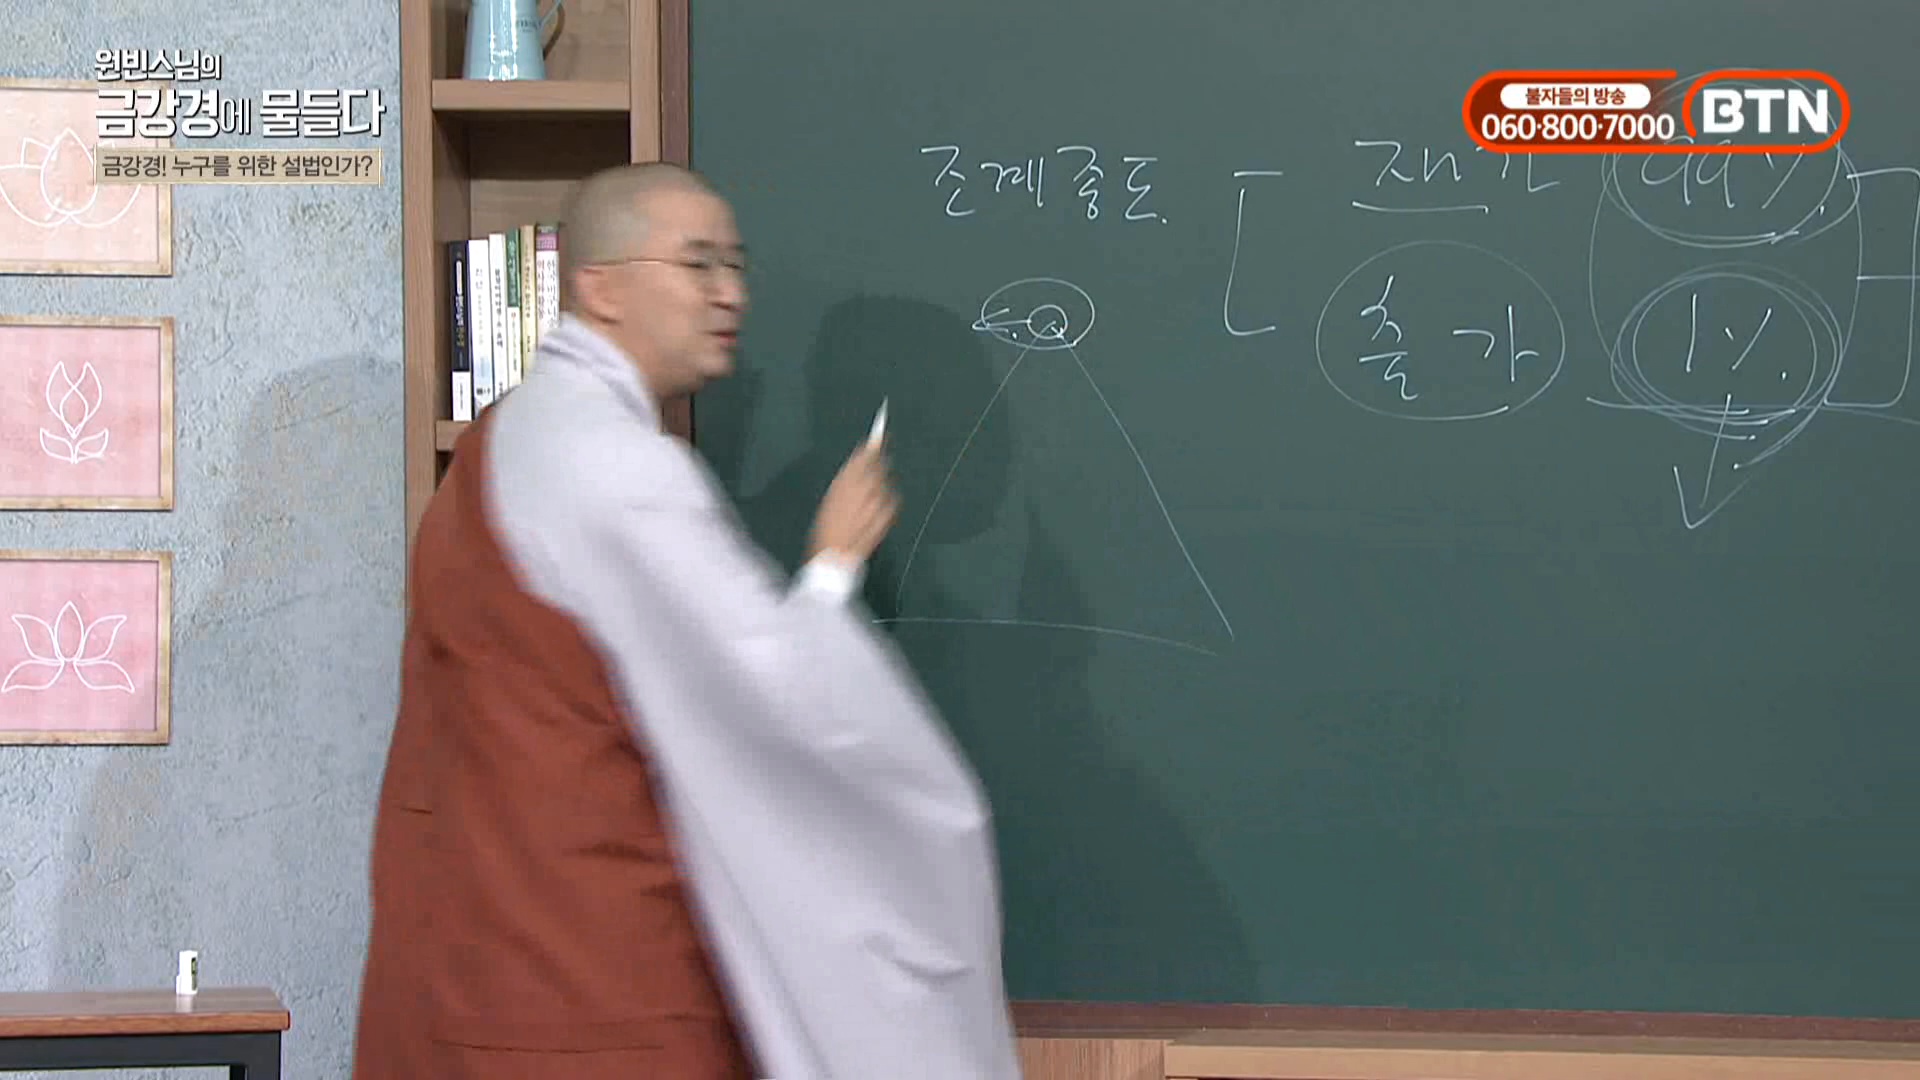 원빈스님의
금강경에 물들다
금강경! 누구를 위한 설법인가?
불자들의 방송
060·800·7000
BTN
조계종도.
재가 99%.
출가 1%.